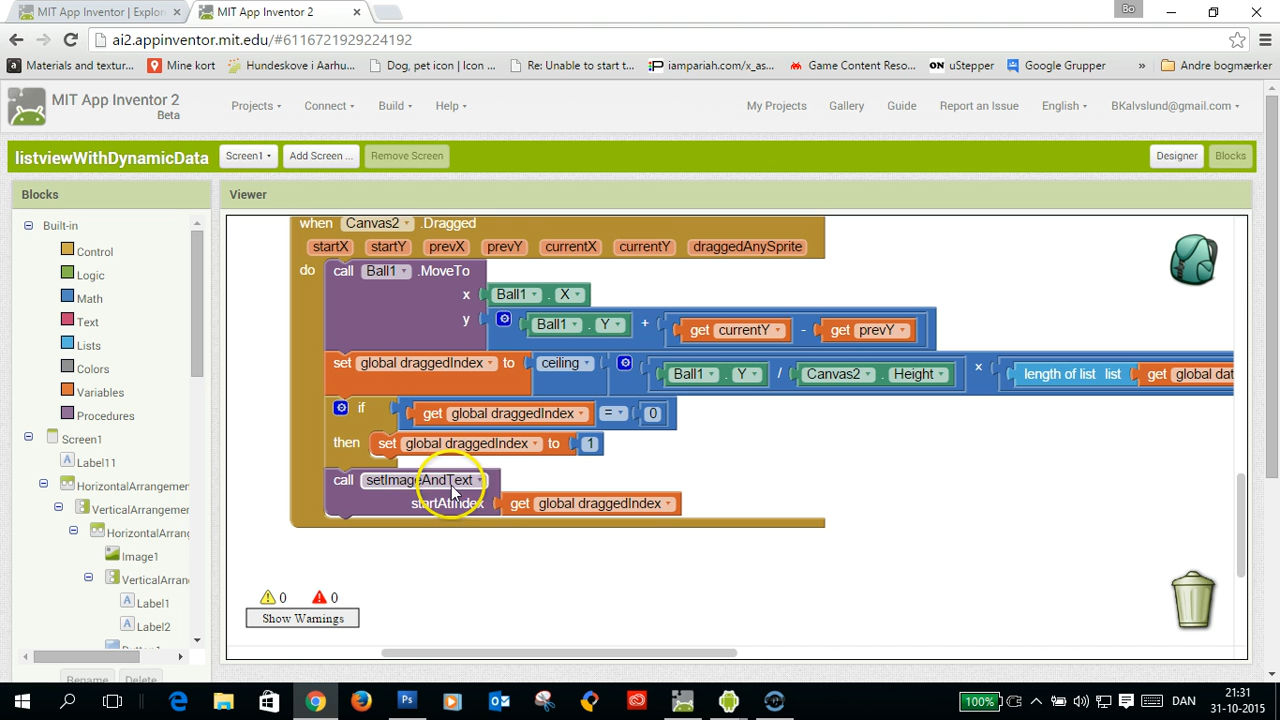 MIT App Inventor | Explor
MIT App Inventor 2
Bo
ai2.appinventor.mit.edu/#6116721929224192
Materials and textur...
Mine kort
Hundeskove i Aarhu...
Dog, pet icon | Icon ...
Re: Unable to start t...
iampariah.com/x_as...
Game Content Reso...
ON uStepper
Google Grupper
»
Andre bogmærker
MIT App Inventor 2
Beta
Projects
Connect
Build
Help
My Projects
Gallery
Guide
Report an Issue
English
BKalvslund@gmail.com
listviewWithDynamicData
Screen1
Add Screen ...
Remove Screen
Designer
Blocks
Blocks
Viewer
Built-in
Control
Logic
Math
Text
Lists
Colors
Variables
Procedures
Screen1
Label11
HorizontalArrangemen
VerticalArrangeme
HorizontalArrang
Image1
VerticalArran
Label1
Label2
Rename
Delete
when Canvas2 .Dragged
startX startY prevX prevY currentX currentY draggedAnySprite
do call Ball1 .MoveTo
x Ball1 . X
y Ball1 . Y + get currentY - get prevY
set global draggedIndex to ceiling Ball1 . Y / Canvas2 . Height × length of list list get global dat
if get global draggedIndex = 0
then set global draggedIndex to 1
call setImageAndText
startAtIndex get global draggedIndex
0 0
Show Warnings
100%
DAN
21:31
31-10-2015